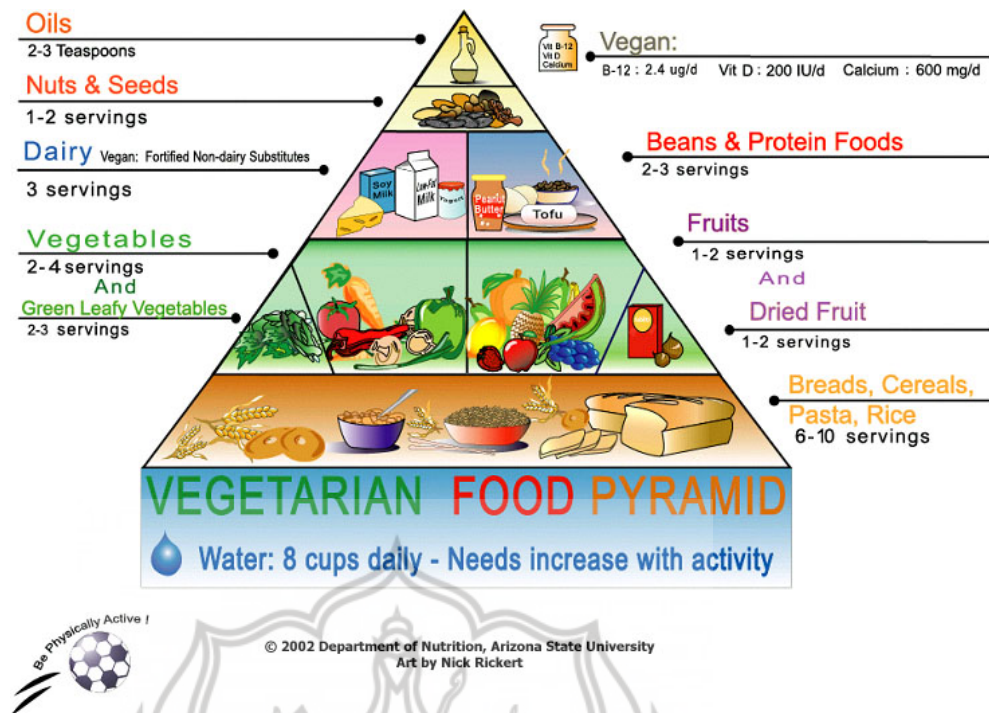 Oils
2-3 Teaspoons
Nuts & Seeds
1-2 servings
Dairy Vegan: Fortified Non-dairy Substitutes
3 servings
Vegetables
2-4 servings
And
Green Leafy Vegetables
2-3 servings
Vit B-12
Vit D
Calcium
Vegan:
B-12 : 2.4 ug/d Vit D : 200 IU/d Calcium : 600 mg/d
Beans & Protein Foods
2-3 servings
Fruits
1-2 servings
And
Dried Fruit
1-2 servings
Breads, Cereals,
Pasta, Rice
6-10 servings
Soy
Milk
Low-Fat
Milk
Yogurt
Peanut
Butter
Tofu
VEGETARIAN FOOD PYRAMID
Water: 8 cups daily - Needs increase with activity
Be Physically Active !
© 2002 Department of Nutrition, Arizona State University
Art by Nick Rickert